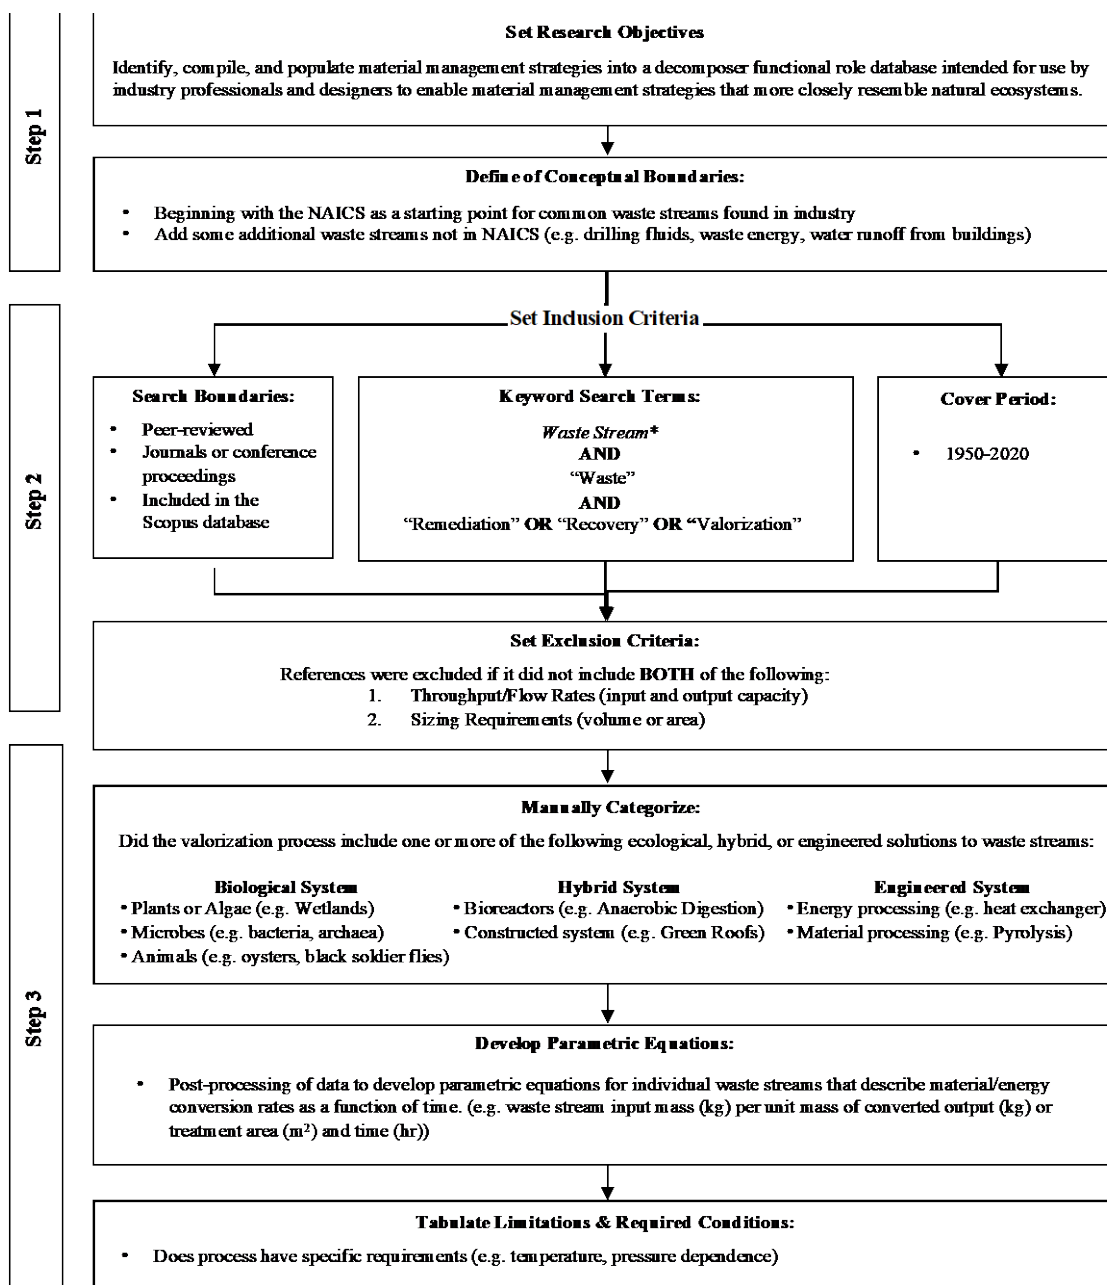 Step 1
Set Research Objectives
Identify, compile, and populate material management strategies into a decomposer functional role database intended for use by
industry professionals and designers to enable material management strategies that more closely resemble natural ecosystems.
Define of Conceptual Boundaries:
• Beginning with the NAICS as a starting point for common waste streams found in industry
• Add some additional waste streams not in NAICS (e.g. drilling fluids, waste energy, water runoff from buildings)
Step 2
Set Inclusion Criteria
Search Boundaries:
• Peer-reviewed
• Journals or conference
proceedings
• Included in the
Scopus database
Keyword Search Terms:
Waste Stream*
AND
“Waste”
AND
“Remediation” OR “Recovery” OR “Valorization”
Cover Period:
• 1950-2020
Set Exclusion Criteria:
References were excluded if it did not include BOTH of the following:
1. Throughput/Flow Rates (input and output capacity)
2. Sizing Requirements (volume or area)
Step 3
Manually Categorize:
Did the valorization process include one or more of the following ecological, hybrid, or engineered solutions to waste streams:
Biological System
• Plants or Algae (e.g. Wetlands)
• Microbes (e.g. bacteria, archaea)
• Animals (e.g. oysters, black soldier flies)
Hybrid System
• Bioreactors (e.g. Anaerobic Digestion)
• Constructed system (e.g. Green Roofs)
Engineered System
• Energy processing (e.g. heat exchanger)
• Material processing (e.g. Pyrolysis)
Develop Parametric Equations:
• Post-processing of data to develop parametric equations for individual waste streams that describe material/energy
conversion rates as a function of time. (e.g. waste stream input mass (kg) per unit mass of converted output (kg) or
treatment area (m²) and time (hr))
Tabulate Limitations & Required Conditions:
• Does process have specific requirements (e.g. temperature, pressure dependence)